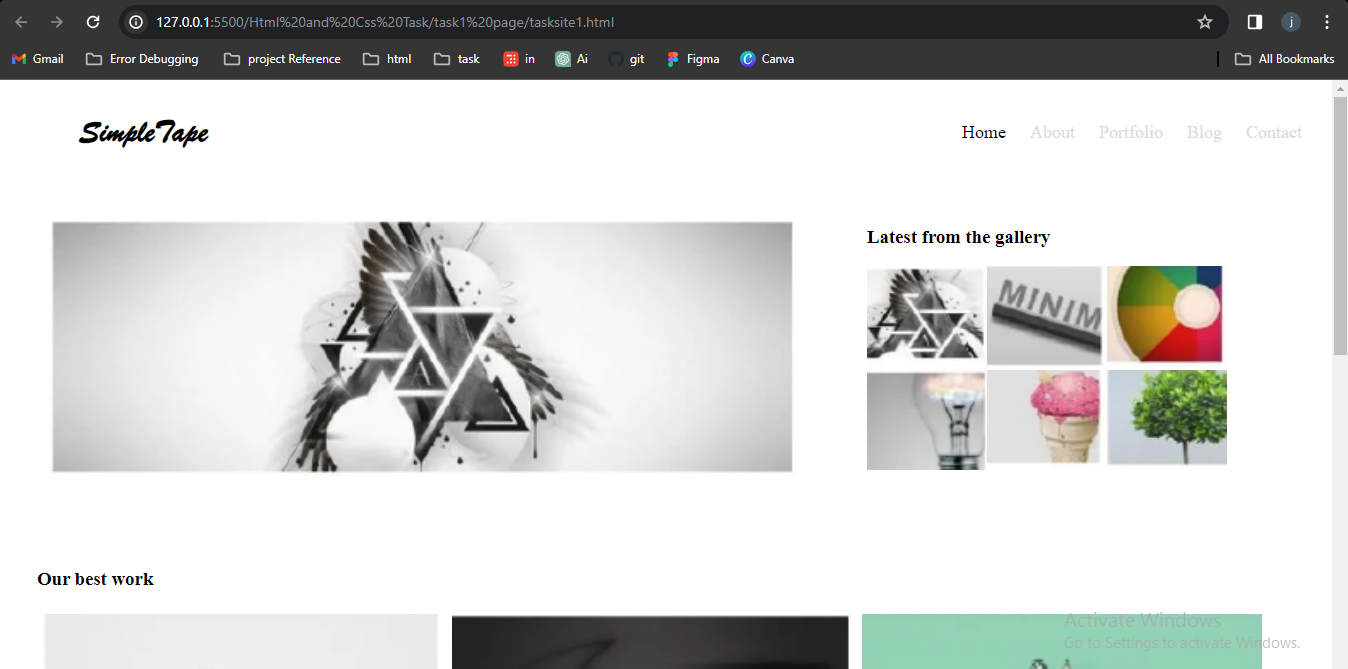 127.0.0.1:5500/Html%20and%20Css%20Task/task1%20page/tasksite1.html
j
Gmail Error Debugging project Reference html task in Ai git Figma Canva All Bookmarks
SimpleTape
Home About Portfolio Blog Contact
Latest from the gallery
MINIM
Our best work
Activate Windows
Go to Settings to activate Windows.